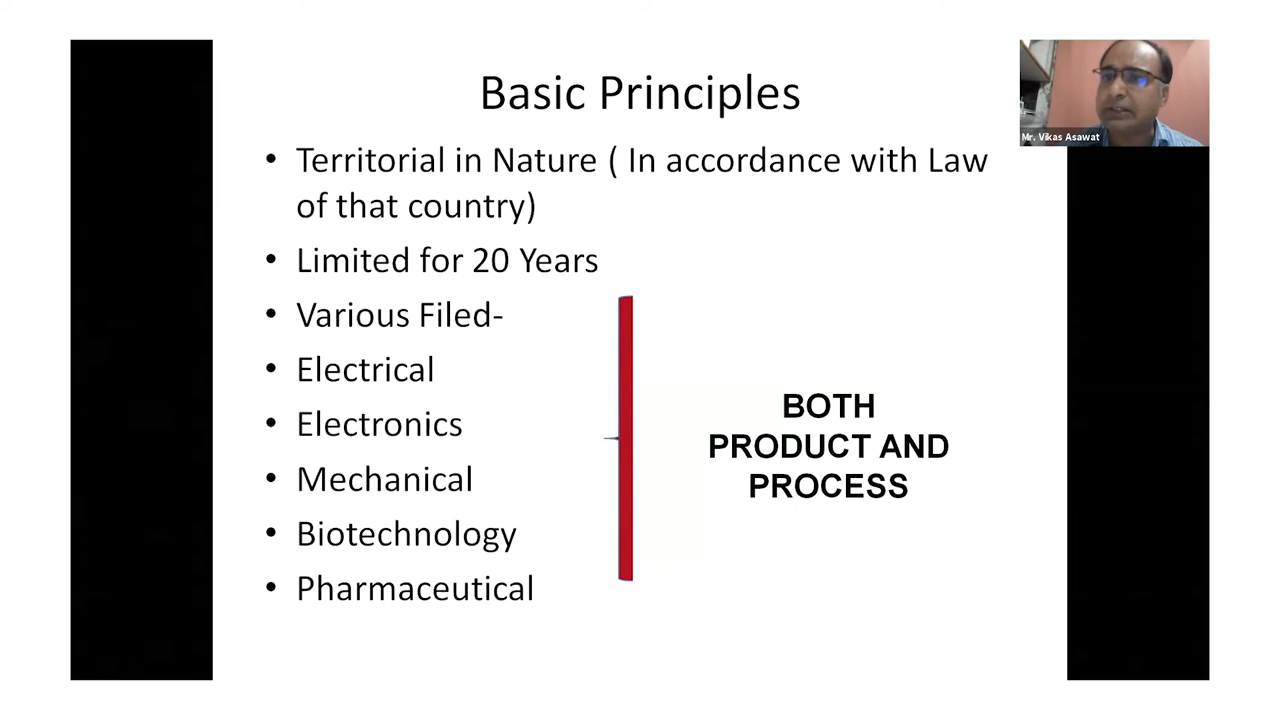 Basic Principles
• Territorial in Nature ( In accordance with Law
of that country)
• Limited for 20 Years
• Various Filed-
• Electrical
• Electronics
• Mechanical
• Biotechnology
• Pharmaceutical
BOTH
PRODUCT AND
PROCESS
Mr. Vikas Asawat